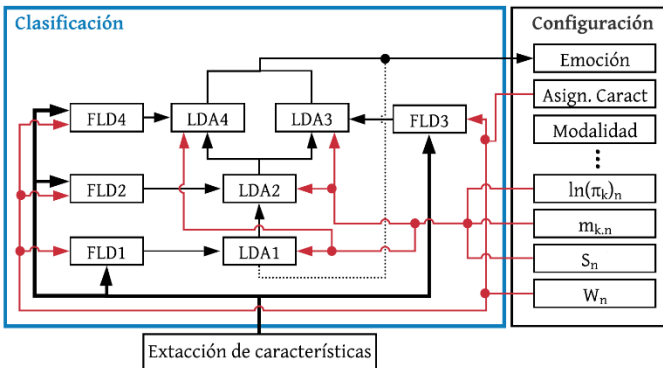 Clasificación
Configuración
Emoción
Asign. Caract
Modalidad
ln(πk)n
mk.n
Sn
Wn
FLD4
LDA4
LDA3
FLD3
FLD2
LDA2
FLD1
LDA1
Extacción de características